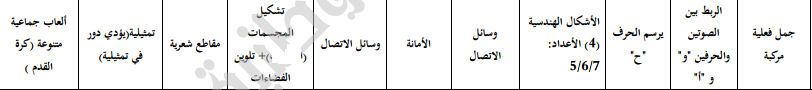 جمل فعلية
مركبة
الربط بين
الصوتين
والحرفين "و"
و "أ"
يرسم الحرف
"ح"
الأشكال الهندسية
(4) الأعداد:
5/6/7
وسائل
الاتصال
الأمانة
وسائل الاتصال
تشكيل
المجسمات
)+ تلوين
الفضاءات
مقاطع شعرية
تمثيلية(يؤدي دور
في تمثيلية)
ألعاب جماعية
متنوعة (كرة
القدم )